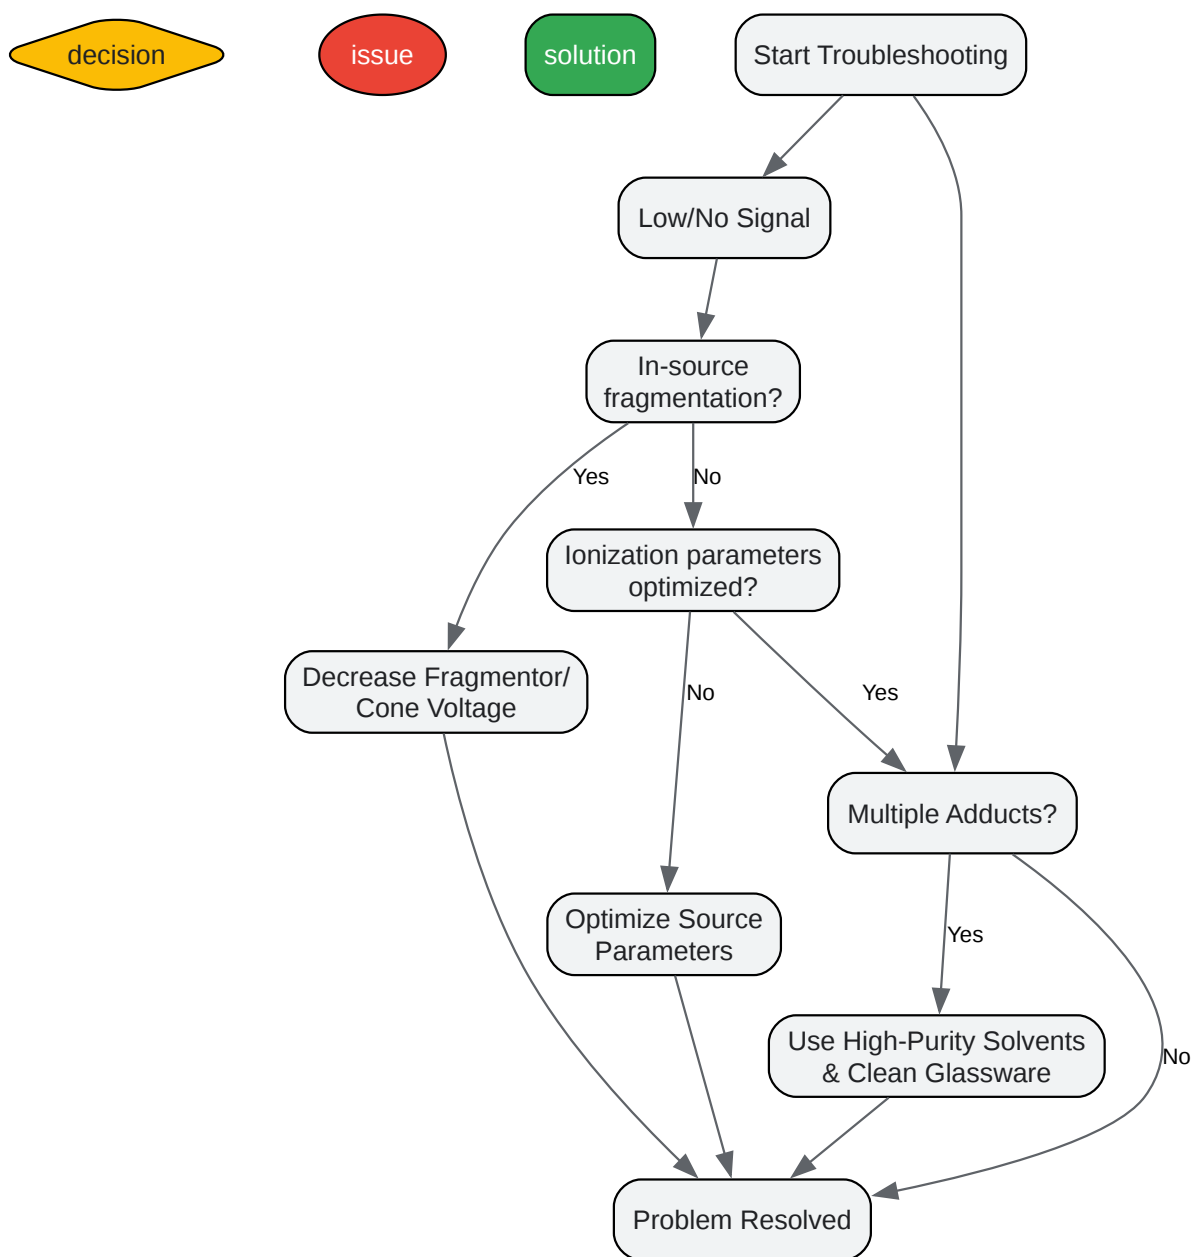 decision
issue
solution
Start Troubleshooting
Low/No Signal
In-source
fragmentation?
Yes
No
Ionization parameters
optimized?
Decrease Fragmentor/
Cone Voltage
No
Yes
Multiple Adducts?
Optimize Source
Parameters
Yes
Use High-Purity Solvents
& Clean Glassware
No
Problem Resolved